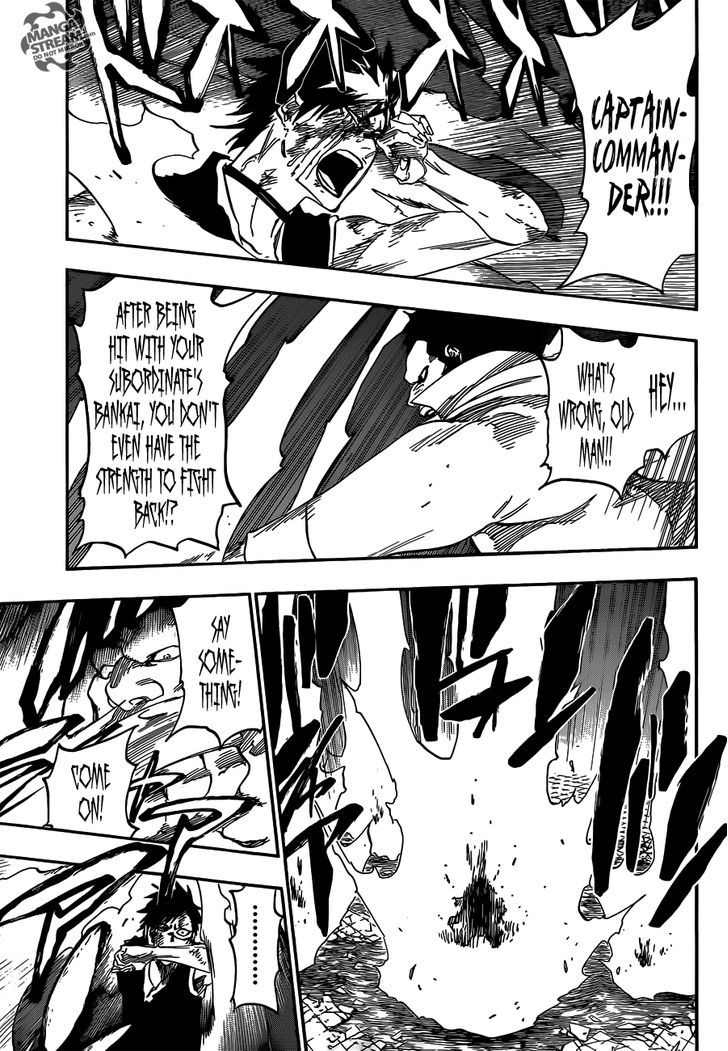 MANGA
STREAM.com
DO NOT MIRROR!
CAPTAIN-
COMMAN-
DER!!!
HEY...
WHAT'S
WRONG, OLD
MAN!!
AFTER BEING
HIT WITH YOUR
SUBORDINATE'S
BANKAI, YOU DON'T
EVEN HAVE THE
STRENGTH TO FIGHT
BACK!?
SAY
SOME-
THING!
COME
ON!
.........